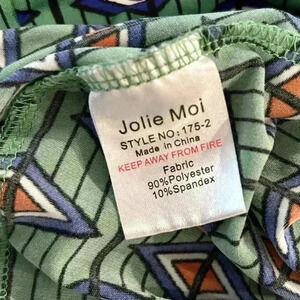 Jolie Moi
STYLE NO: 175-2
Made in China
KEEP AWAY FROM FIRE
Fabric
90%Polyester
10%Spandex